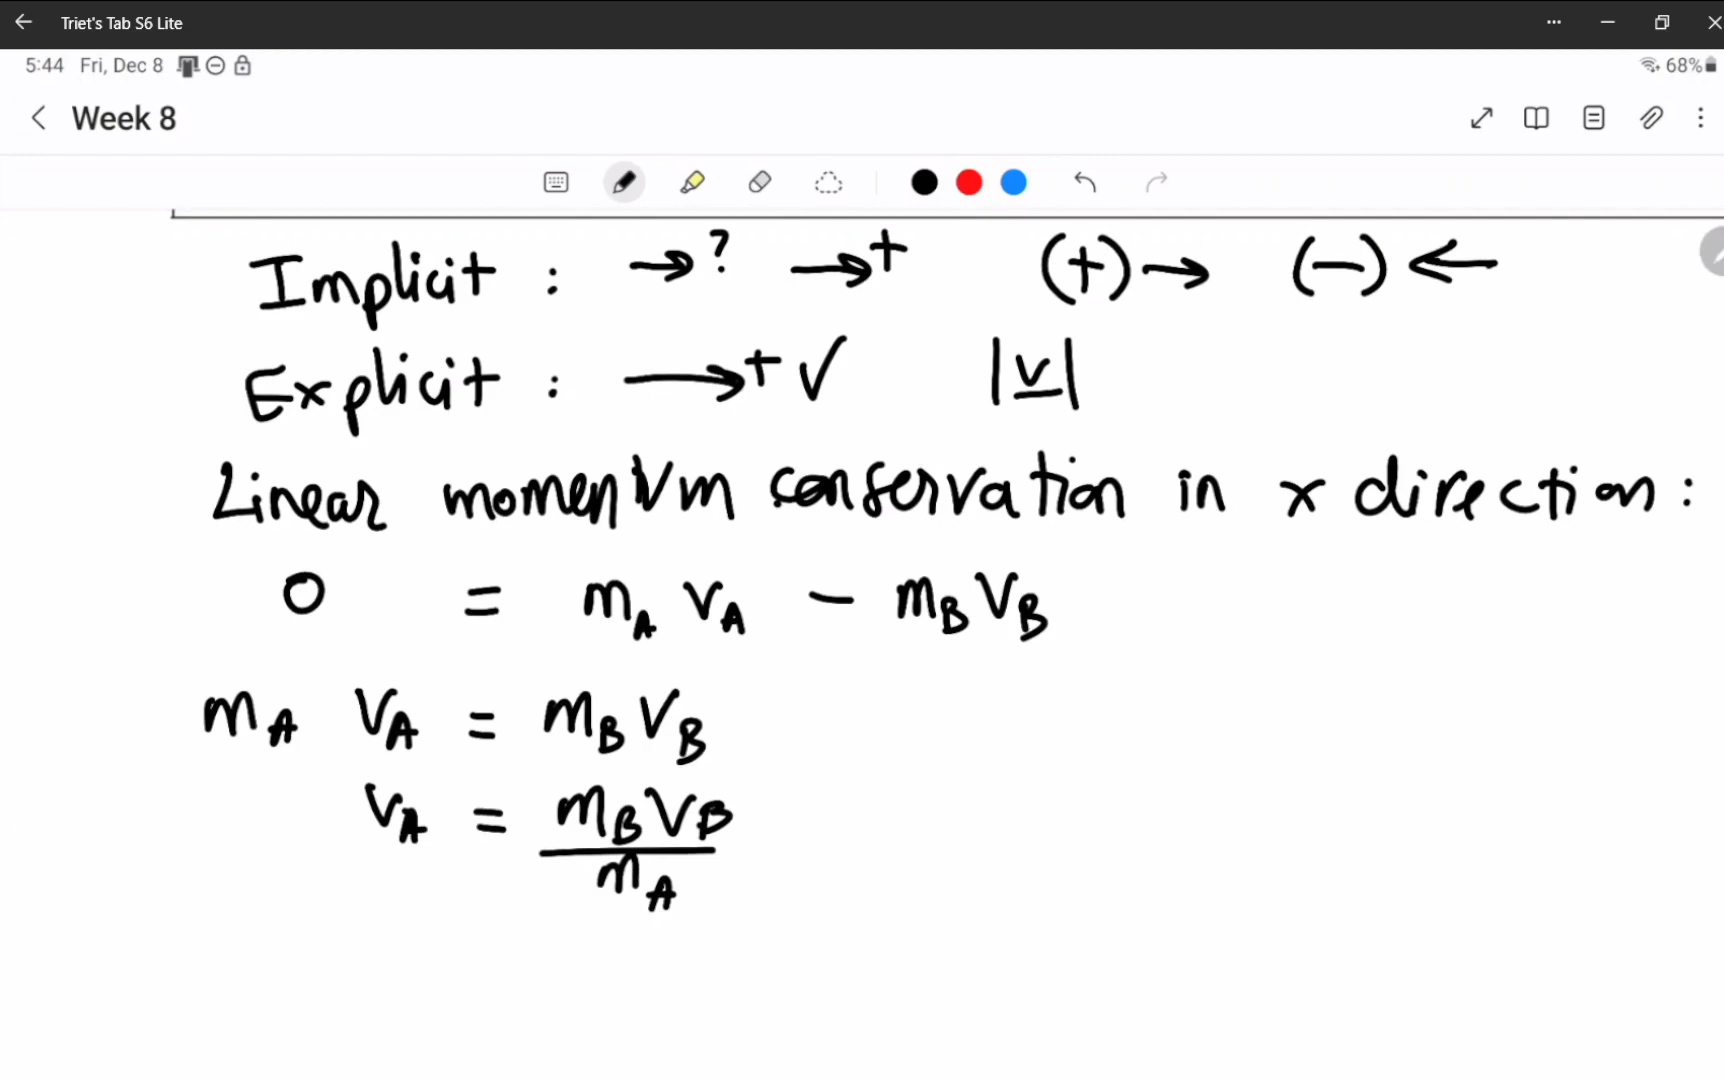 Triet's Tab S6 Lite
5:44 Fri, Dec 8 68%
Week 8
Implicit : →? →+ (+)→ (−)←
Explicit : →+ ✓ |v|
Linear momentum conservation in x direction :
0 = mA vA − mB VB
mA VA = mB VB
VA = mB VB
mA